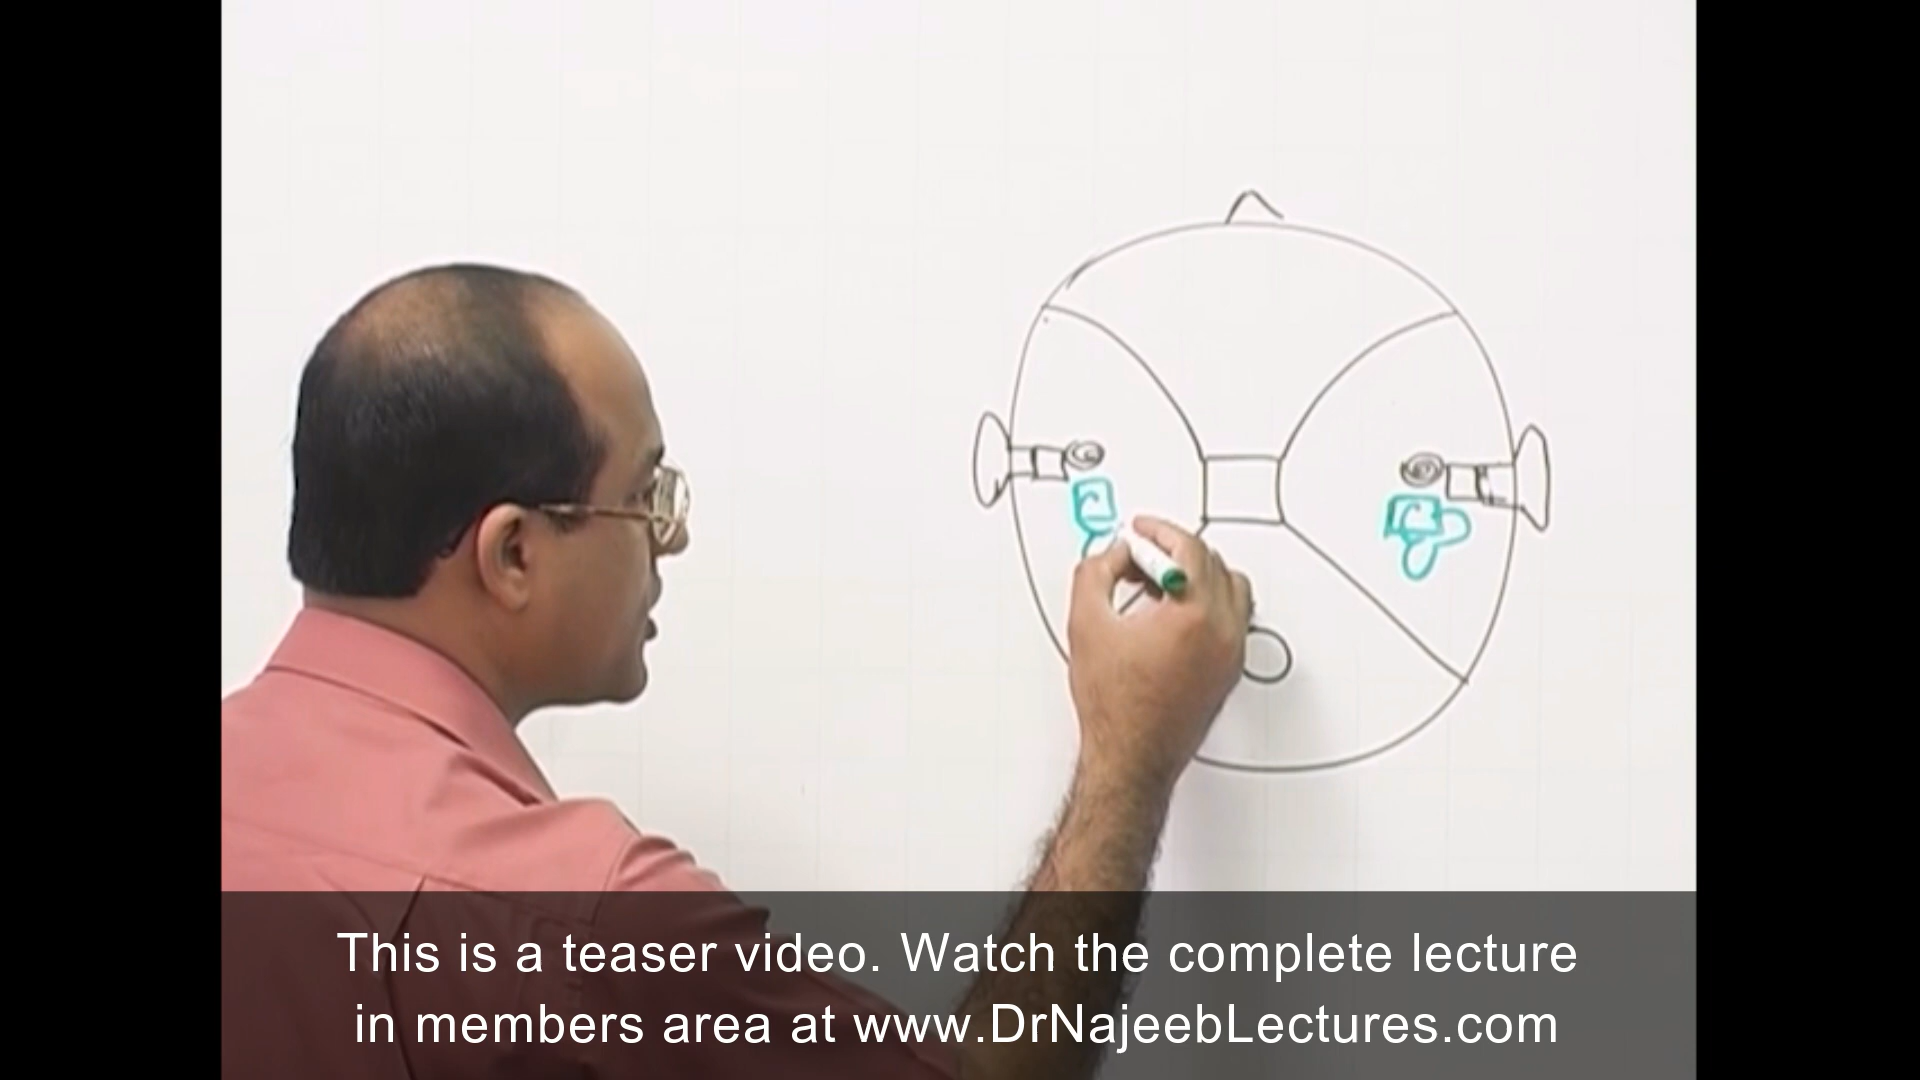 This is a teaser video. Watch the complete lecture
in members area at www.DrNajeebLectures.com